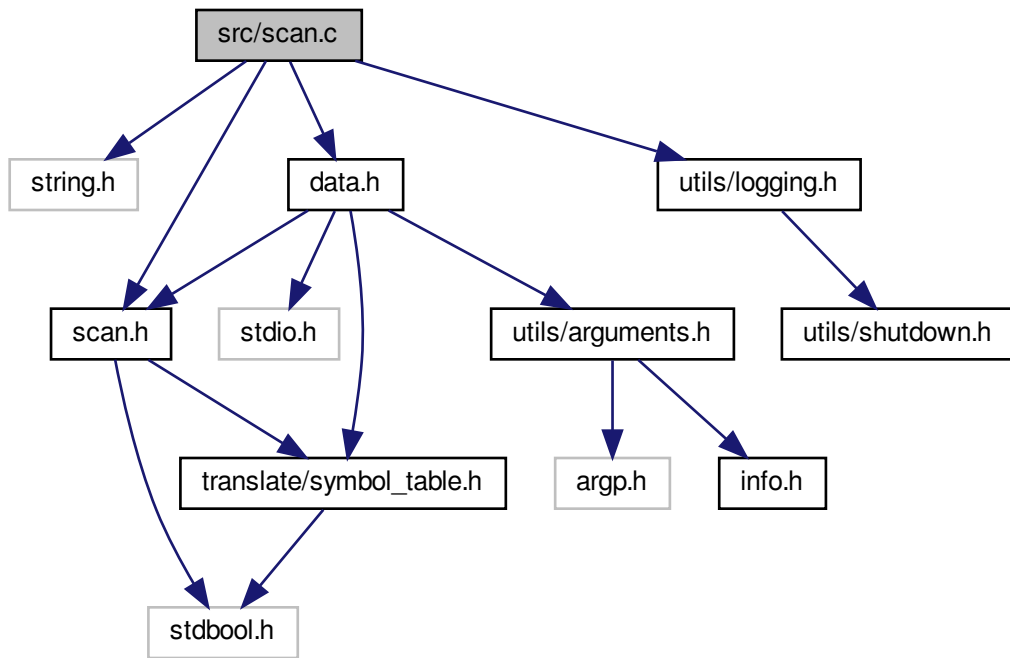 src/scan.c
string.h
data.h
utils/logging.h
scan.h
stdio.h
utils/arguments.h
utils/shutdown.h
translate/symbol_table.h
argp.h
info.h
stdbool.h